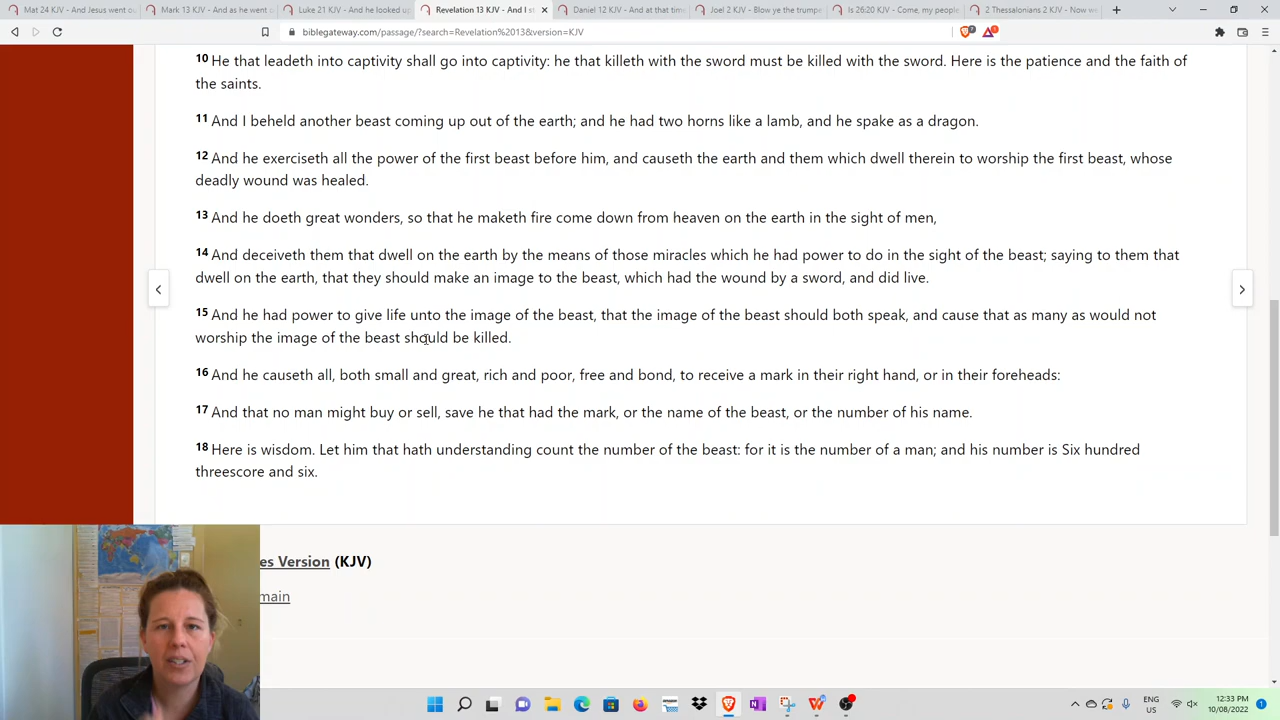 Mat 24 KJV - And Jesus went ou
Mark 13 KJV - And as he went o
Luke 21 KJV - And he looked up
Revelation 13 KJV - And I st
Daniel 12 KJV - And at that time
Joel 2 KJV - Blow ye the trumpe
Is 26:20 KJV - Come, my people
2 Thessalonians 2 KJV - Now we
biblegateway.com/passage/?search=Revelation%2013&version=KJV
10 He that leadeth into captivity shall go into captivity: he that killeth with the sword must be killed with the sword. Here is the patience and the faith of
the saints.
11 And I beheld another beast coming up out of the earth; and he had two horns like a lamb, and he spake as a dragon.
12 And he exerciseth all the power of the first beast before him, and causeth the earth and them which dwell therein to worship the first beast, whose
deadly wound was healed.
13 And he doeth great wonders, so that he maketh fire come down from heaven on the earth in the sight of men,
14 And deceiveth them that dwell on the earth by the means of those miracles which he had power to do in the sight of the beast; saying to them that
dwell on the earth, that they should make an image to the beast, which had the wound by a sword, and did live.
15 And he had power to give life unto the image of the beast, that the image of the beast should both speak, and cause that as many as would not
worship the image of the beast should be killed.
16 And he causeth all, both small and great, rich and poor, free and bond, to receive a mark in their right hand, or in their foreheads:
17 And that no man might buy or sell, save he that had the mark, or the name of the beast, or the number of his name.
18 Here is wisdom. Let him that hath understanding count the number of the beast: for it is the number of a man; and his number is Six hundred
threescore and six.
es Version (KJV)
main
ENG
US
12:33 PM
10/08/2022